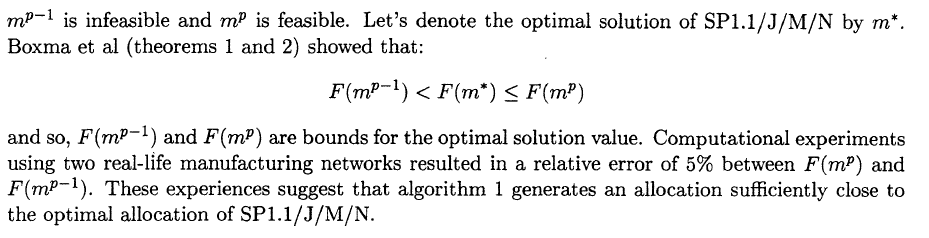 m^{p−1} is infeasible and m^p is feasible. Let's denote the optimal solution of SP1.1/J/M/N by m*.
Boxma et al (theorems 1 and 2) showed that:
F(m^{p−1}) < F(m*) ≤ F(m^p)
and so, F(m^{p−1}) and F(m^p) are bounds for the optimal solution value. Computational experiments
using two real-life manufacturing networks resulted in a relative error of 5% between F(m^p) and
F(m^{p−1}). These experiences suggest that algorithm 1 generates an allocation sufficiently close to
the optimal allocation of SP1.1/J/M/N.